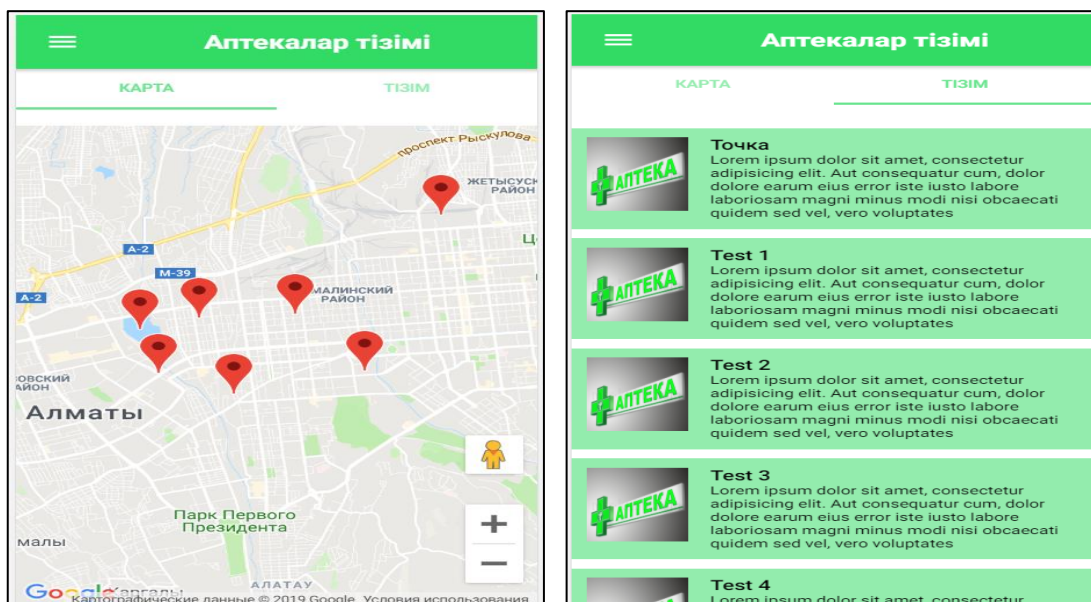 Аптекалар тізімі
КАРТА
ТІЗІМ
проспект Рыскулова
ЖЕТЫСУСК
РАЙОН
A-2
M-39
A-2
МАЛИНСКИЙ
РАЙОН
ОВСКИЙ
АЙОН
Алматы
Парк Первого
Президента
малы
АЛАТАУ
Google
Картографические данные © 2019 Google Условия использования
Аптекалар тізімі
КАРТА
ТІЗІМ
АПТЕКА
Точка
Lorem ipsum dolor sit amet, consectetur
adipisicing elit. Aut consequatur cum, dolor
dolore earum eius error iste iusto labore
laboriosam magni minus modi nisi obcaecati
quidem sed vel, vero voluptates
АПТЕКА
Test 1
Lorem ipsum dolor sit amet, consectetur
adipisicing elit. Aut consequatur cum, dolor
dolore earum eius error iste iusto labore
laboriosam magni minus modi nisi obcaecati
quidem sed vel, vero voluptates
АПТЕКА
Test 2
Lorem ipsum dolor sit amet, consectetur
adipisicing elit. Aut consequatur cum, dolor
dolore earum eius error iste iusto labore
laboriosam magni minus modi nisi obcaecati
quidem sed vel, vero voluptates
АПТЕКА
Test 3
Lorem ipsum dolor sit amet, consectetur
adipisicing elit. Aut consequatur cum, dolor
dolore earum eius error iste iusto labore
laboriosam magni minus modi nisi obcaecati
quidem sed vel, vero voluptates
Test 4
Lorem ipsum dolor sit amet, consectetur